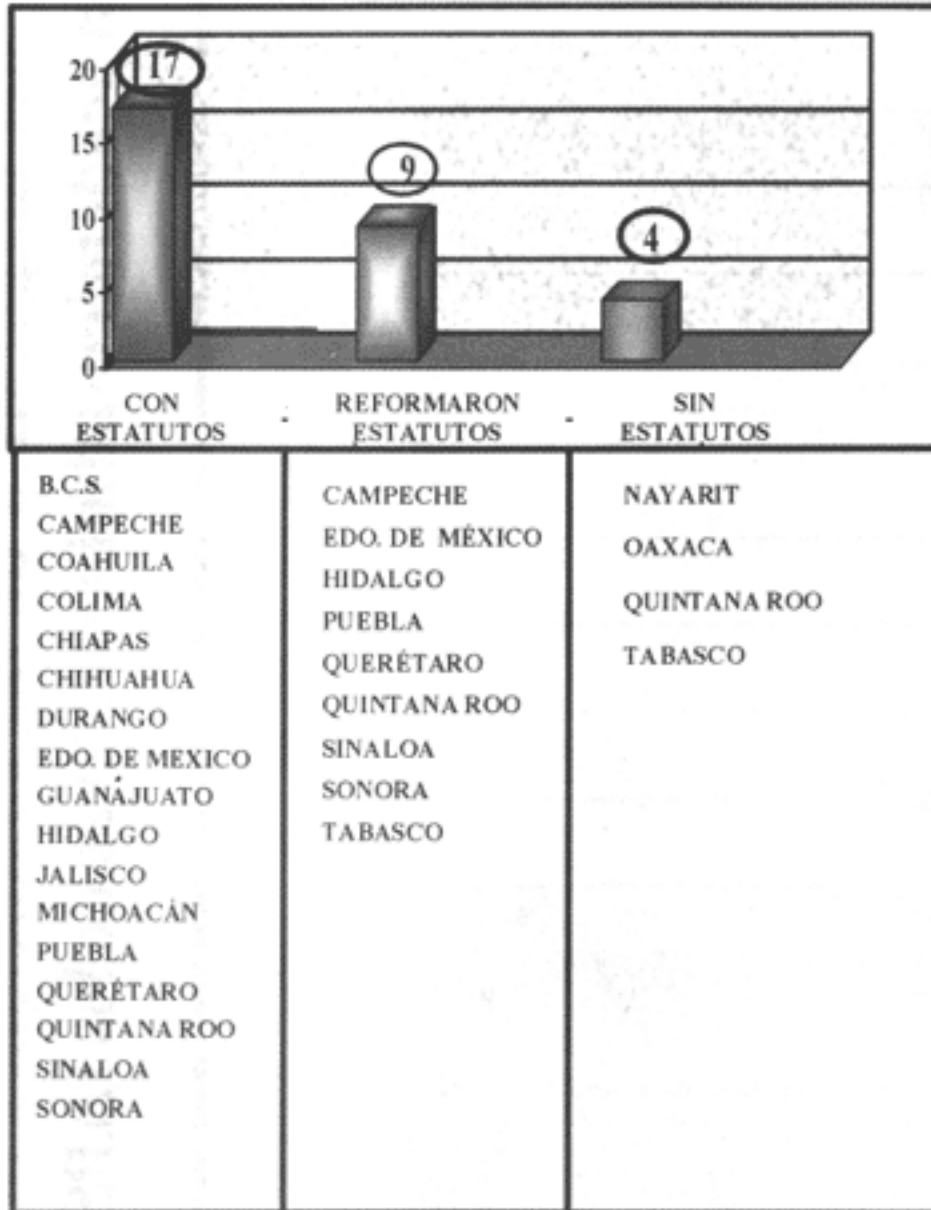 20
17
15
9
10
4
5
0
CON
ESTATUTOS
REFORMARON
ESTATUTOS
SIN
ESTATUTOS
B.C.S.
CAMPECHE
COAHUILA
COLIMA
CHIAPAS
CHIHUAHUA
DURANGO
EDO. DE MEXICO
GUANAJUATO
HIDALGO
JALISCO
MICHOACÁN
PUEBLA
QUERÉTARO
QUINTANA ROO
SINALOA
SONORA
CAMPECHE
EDO. DE MÉXICO
HIDALGO
PUEBLA
QUERÉTARO
QUINTANA ROO
SINALOA
SONORA
TABASCO
NAYARIT
OAXACA
QUINTANA ROO
TABASCO